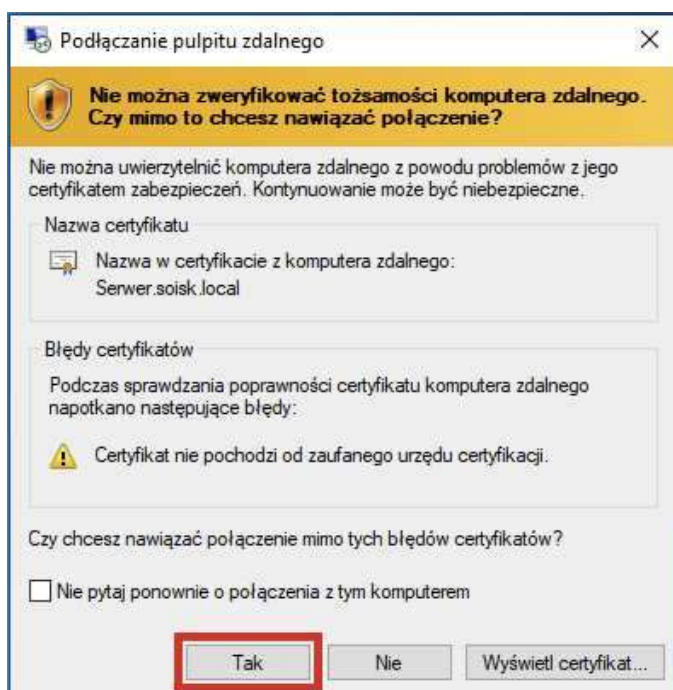 Podłączanie pulpitu zdalnego
Nie można zweryfikować tożsamości komputera zdalnego.
Czy mimo to chcesz nawiązać połączenie?
Nie można uwierzytelnić komputera zdalnego z powodu problemów z jego
certyfikatem zabezpieczeń. Kontynuowanie może być niebezpieczne.
Nazwa certyfikatu
Nazwa w certyfikacie z komputera zdalnego:
Serwer.soisk.local
Błędy certyfikatów
Podczas sprawdzania poprawności certyfikatu komputera zdalnego
napotkano następujące błędy:
Certyfikat nie pochodzi od zaufanego urzędu certyfikacji.
Czy chcesz nawiązać połączenie mimo tych błędów certyfikatów?
Nie pytaj ponownie o połączenia z tym komputerem
Tak Nie Wyświetl certyfikat...